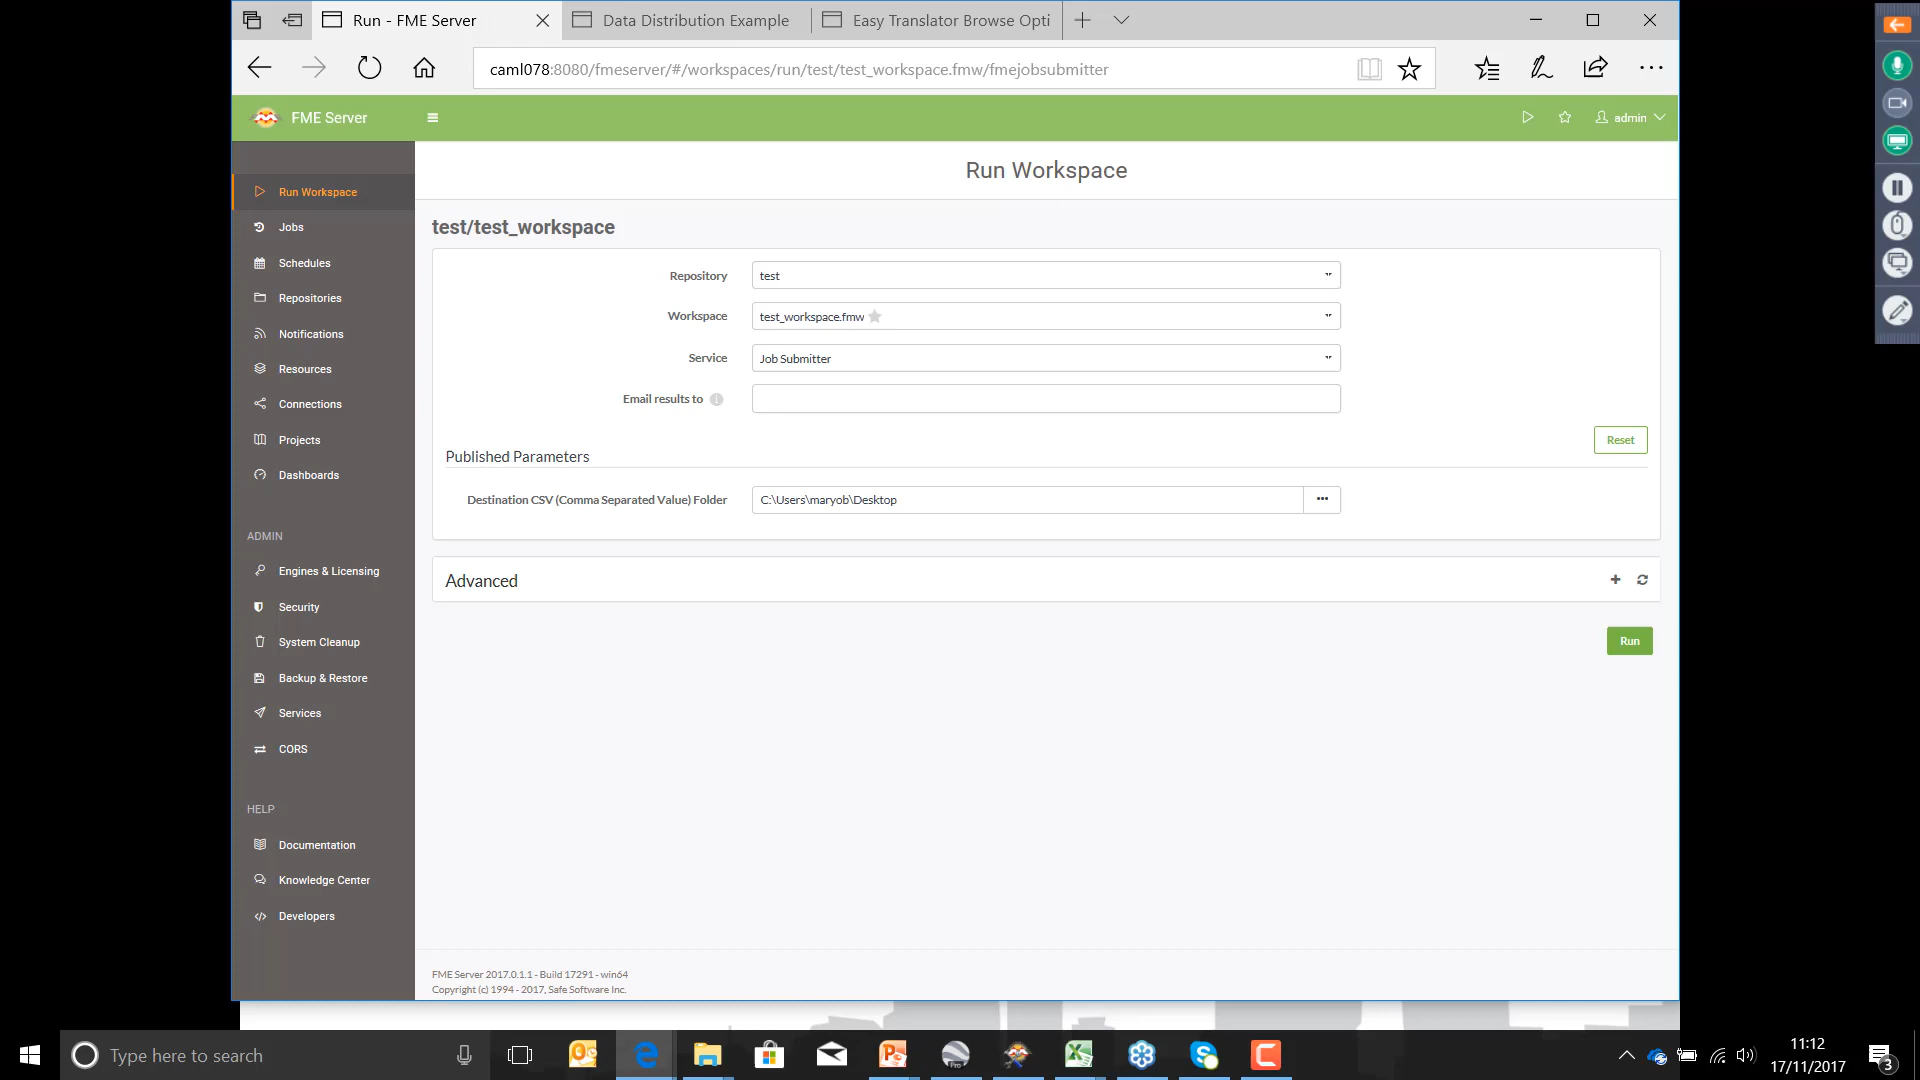 Run - FME Server
Data Distribution Example
Easy Translator Browse Opti
caml078:8080/fmeserver/#/workspaces/run/test/test_workspace.fmw/fmejobsubmitter
FME Server
admin
Run Workspace
Jobs
Schedules
Repositories
Notifications
Resources
Connections
Projects
Dashboards
ADMIN
Engines & Licensing
Security
System Cleanup
Backup & Restore
Services
CORS
HELP
Documentation
Knowledge Center
Developers
Run Workspace
test/test_workspace
Repository
test
Workspace
test_workspace.fmw
Service
Job Submitter
Email results to
Reset
Published Parameters
Destination CSV (Comma Separated Value) Folder
C:\Users\maryob\Desktop
Advanced
Run
FME Server 2017.0.1.1 - Build 17291 - win64
Copyright (c) 1994 - 2017, Safe Software Inc.
Type here to search
Pro
11:12
17/11/2017
3